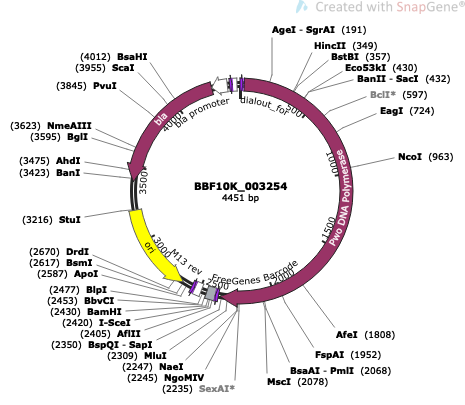 Created with SnapGene®
AgeI - SgrAI (191)
HincII (349)
BstBI (357)
Eco53kI (430)
BanII - SacI (432)
BclI* (597)
EagI (724)
NcoI (963)
AfeI (1808)
FspAI (1952)
BsaAI - PmlI (2068)
MscI (2078)
(4012) BsaHI
(3955) ScaI
(3845) PvuI
(3623) NmeAIII
(3595) BglI
(3475) AhdI
(3423) BanI
(3216) StuI
(2670) DrdI
(2617) BsmI
(2587) ApoI
(2477) BlpI
(2453) BbvCI
(2430) BamHI
(2420) I-SceI
(2405) AflII
(2350) BspQI - SapI
(2309) MluI
(2247) NaeI
(2245) NgoMIV
(2235) SexAI*
BBF10K_003254
4451 bp
bla
bla promoter
dialout_for
Pwo DNA Polymerase
FreeGenes Barcode
M13 rev
ori
500
1000
1500
2000
2500
3000
3500
4000